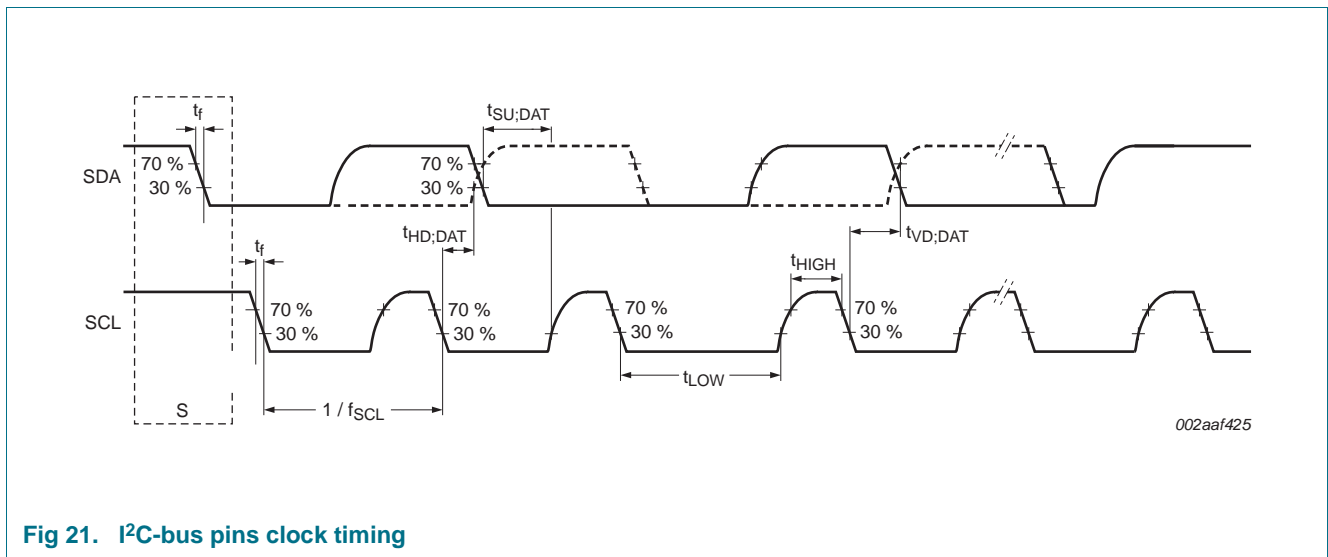 tf
tSU;DAT
70 %
30 %
SDA
70 %
30 %
tHD;DAT
tVD;DAT
tf
tHIGH
SCL
70 %
30 %
70 %
30 %
70 %
30 %
70 %
30 %
tLOW
S
1 / fSCL
002aaf425
Fig 21. I²C-bus pins clock timing